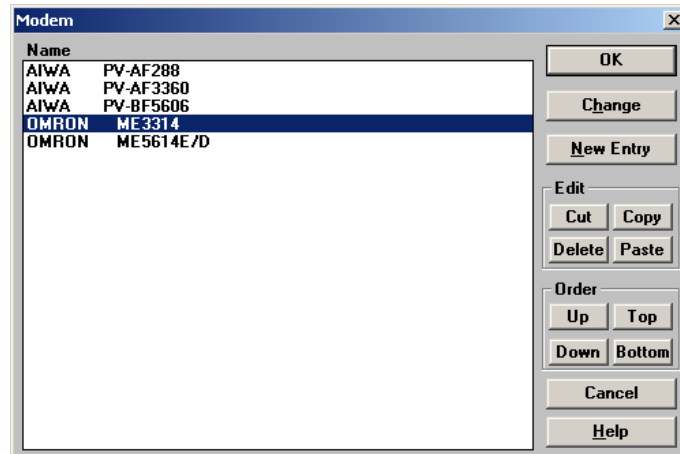 Modem
Name
AIWA PV-AF288
AIWA PV-AF3360
AIWA PV-BF5606
OMRON ME3314
OMRON ME5614E/D
OK
Change
New Entry
Edit
Cut Copy
Delete Paste
Order
Up Top
Down Bottom
Cancel
Help